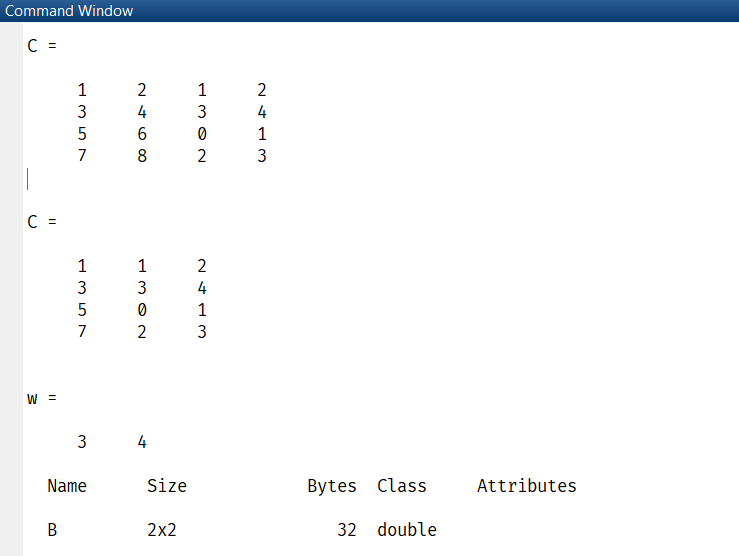 Command Window
C =
1 2 1 2
3 4 3 4
5 6 0 1
7 8 2 3
C =
1 1 2
3 3 4
5 0 1
7 2 3
w =
3 4
Name Size Bytes Class Attributes
B 2x2 32 double